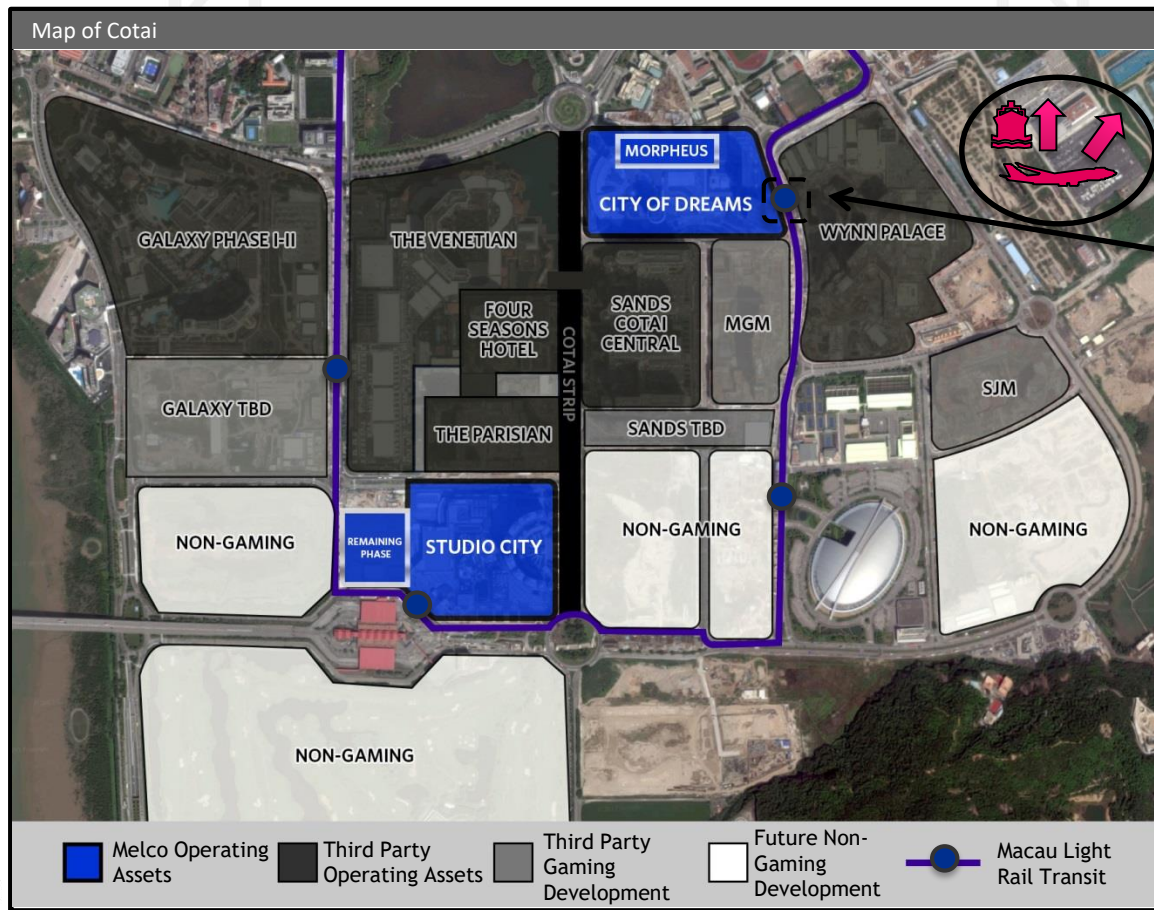 Map of Cotai
MORPHEUS
CITY OF DREAMS
GALAXY PHASE I-II
THE VENETIAN
WYNN PALACE
FOUR
SEASONS
HOTEL
SANDS
COTAI
CENTRAL
MGM
COTAI STRIP
GALAXY TBD
THE PARISIAN
SANDS TBD
SJM
NON-GAMING
REMAINING
PHASE
STUDIO CITY
NON-GAMING
NON-GAMING
NON-GAMING
Melco Operating
Assets
Third Party
Operating Assets
Third Party
Gaming
Development
Future Non-
Gaming
Development
Macau Light
Rail Transit